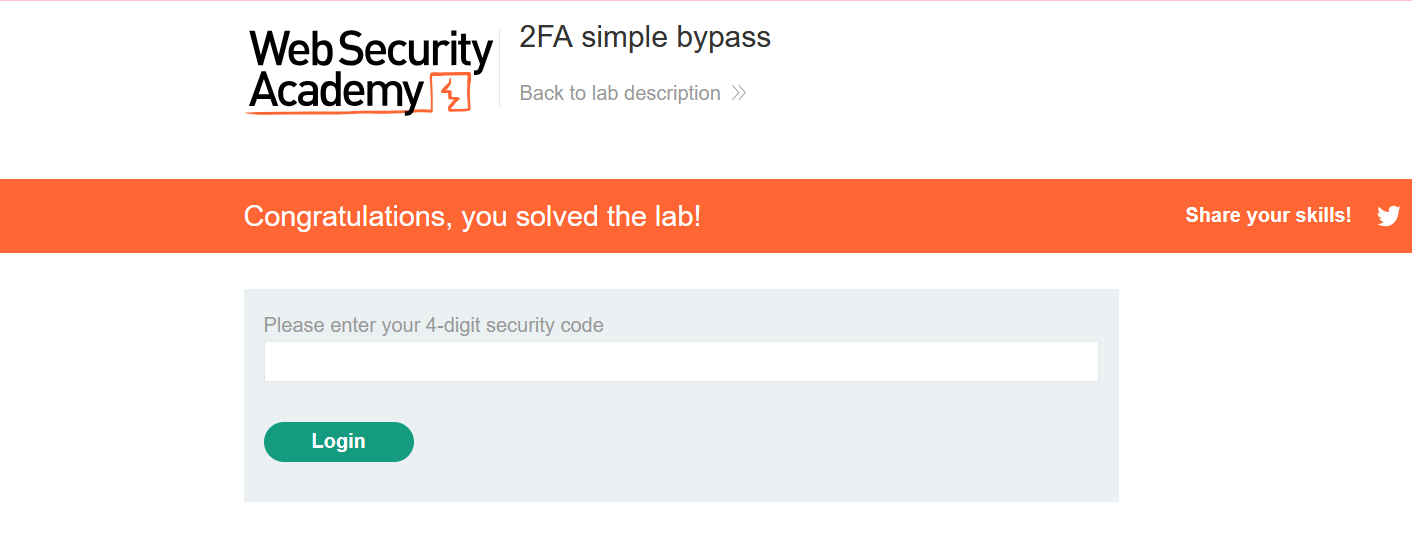 Web Security
Academy
2FA simple bypass
Back to lab description
Congratulations, you solved the lab!
Share your skills!
Please enter your 4-digit security code
Login